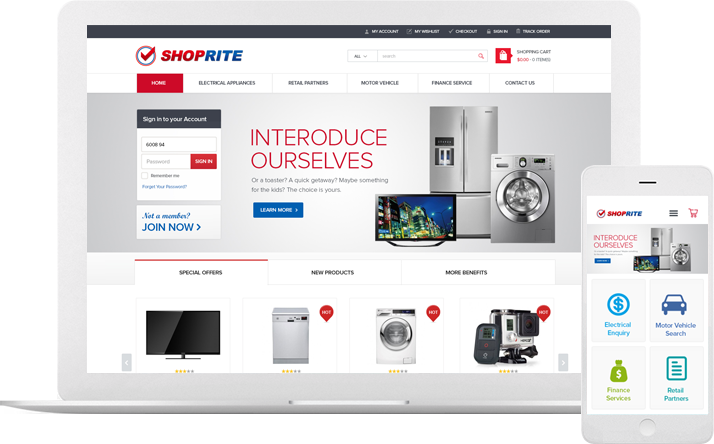 MY ACCOUNT MY WISHLIST CHECKOUT SIGN IN TRACK ORDER
SHOPRITE
ALL search
SHOPPING CART
$0.00 - 0 ITEM(S)
HOME ELECTRICAL APPLIANCES RETAIL PARTNERS MOTOR VEHICLE FINANCE SERVICE CONTACT US
Sign in to your Account
6008 94
Password SIGN IN
Remember me
Forget Your Password?
Not a member?
JOIN NOW >
INTERODUCE
OURSELVES
Or a toaster? A quick getaway? Maybe something
for the kids? The choice is yours.
LEARN MORE >
SPECIAL OFFERS NEW PRODUCTS MORE BENEFITS
HOT HOT HOT
SHOPRITE
INTERODUCE
OURSELVES
Electrical
Enquiry
Motor Vehicle
Search
Finance
Services
Retail
Partners